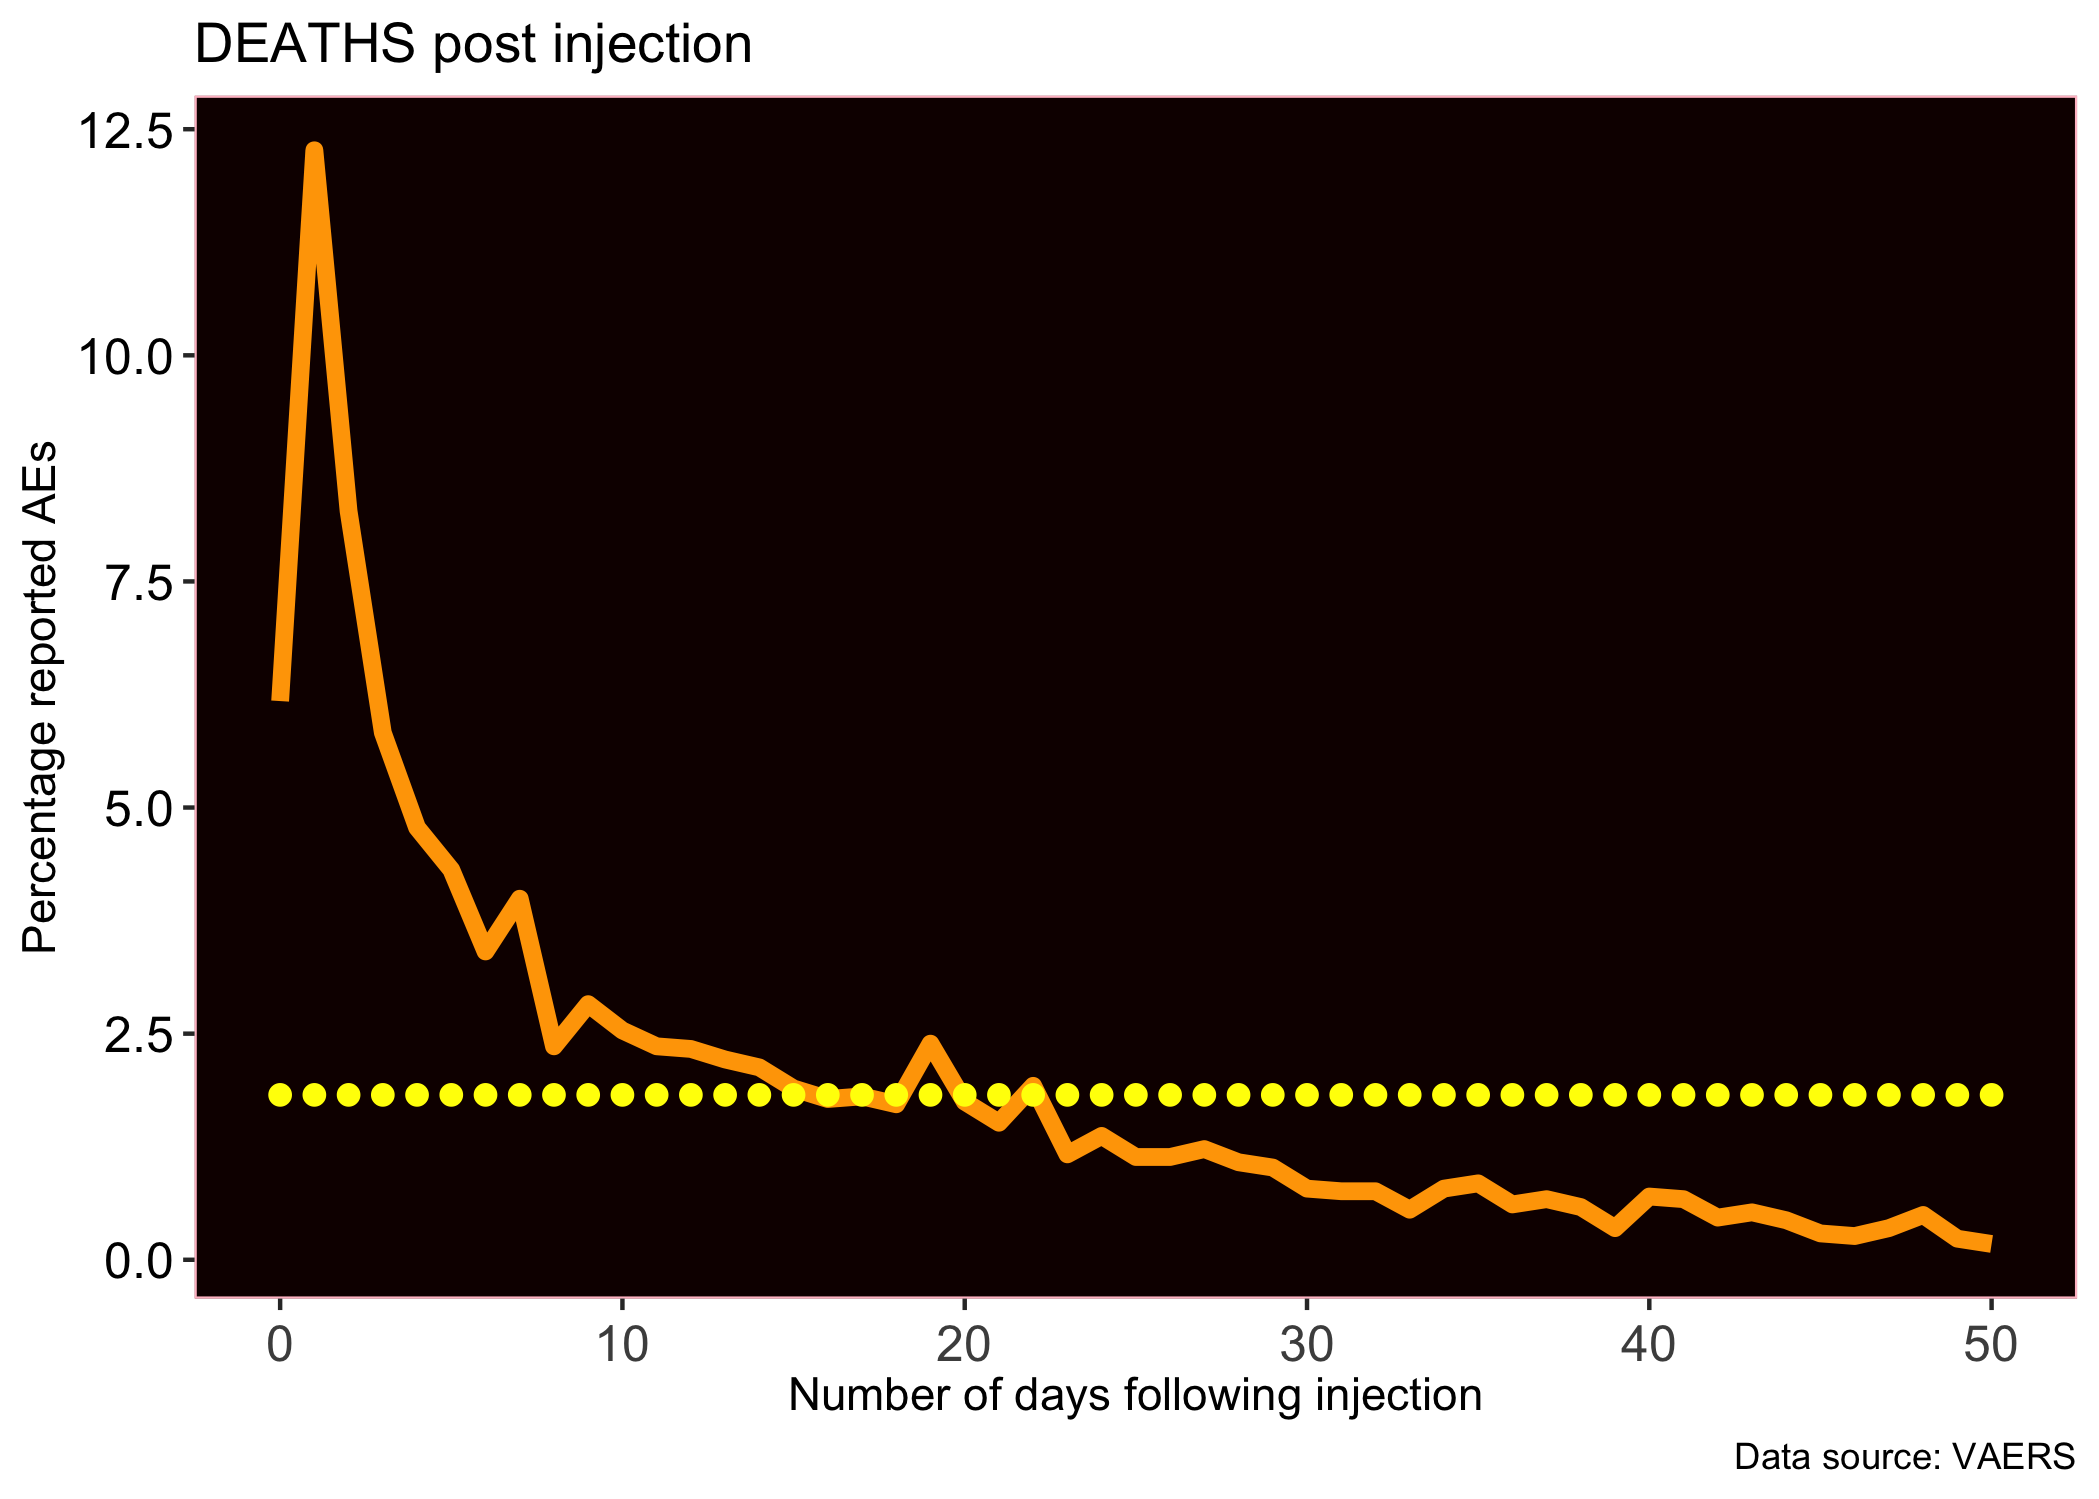 DEATHS post injection
Percentage reported AEs
12.5
10.0
7.5
5.0
2.5
0.0
0 10 20 30 40 50
Number of days following injection
Data source: VAERS